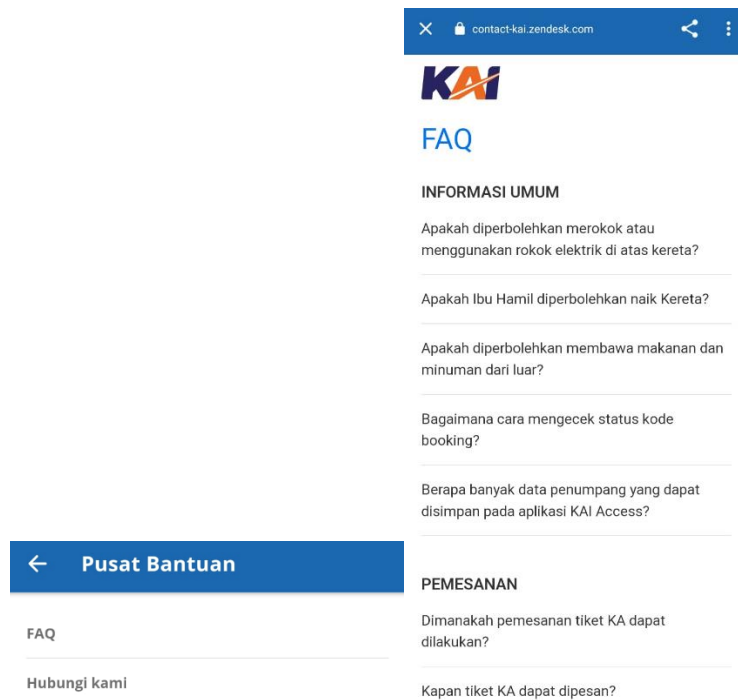 Pusat Bantuan
FAQ
Hubungi kami
contact-kai.zendesk.com
KAI
FAQ
INFORMASI UMUM
Apakah diperbolehkan merokok atau
menggunakan rokok elektrik di atas kereta?
Apakah Ibu Hamil diperbolehkan naik Kereta?
Apakah diperbolehkan membawa makanan dan
minuman dari luar?
Bagaimana cara mengecek status kode
booking?
Berapa banyak data penumpang yang dapat
disimpan pada aplikasi KAI Access?
PEMESANAN
Dimanakah pemesanan tiket KA dapat
dilakukan?
Kapan tiket KA dapat dipesan?